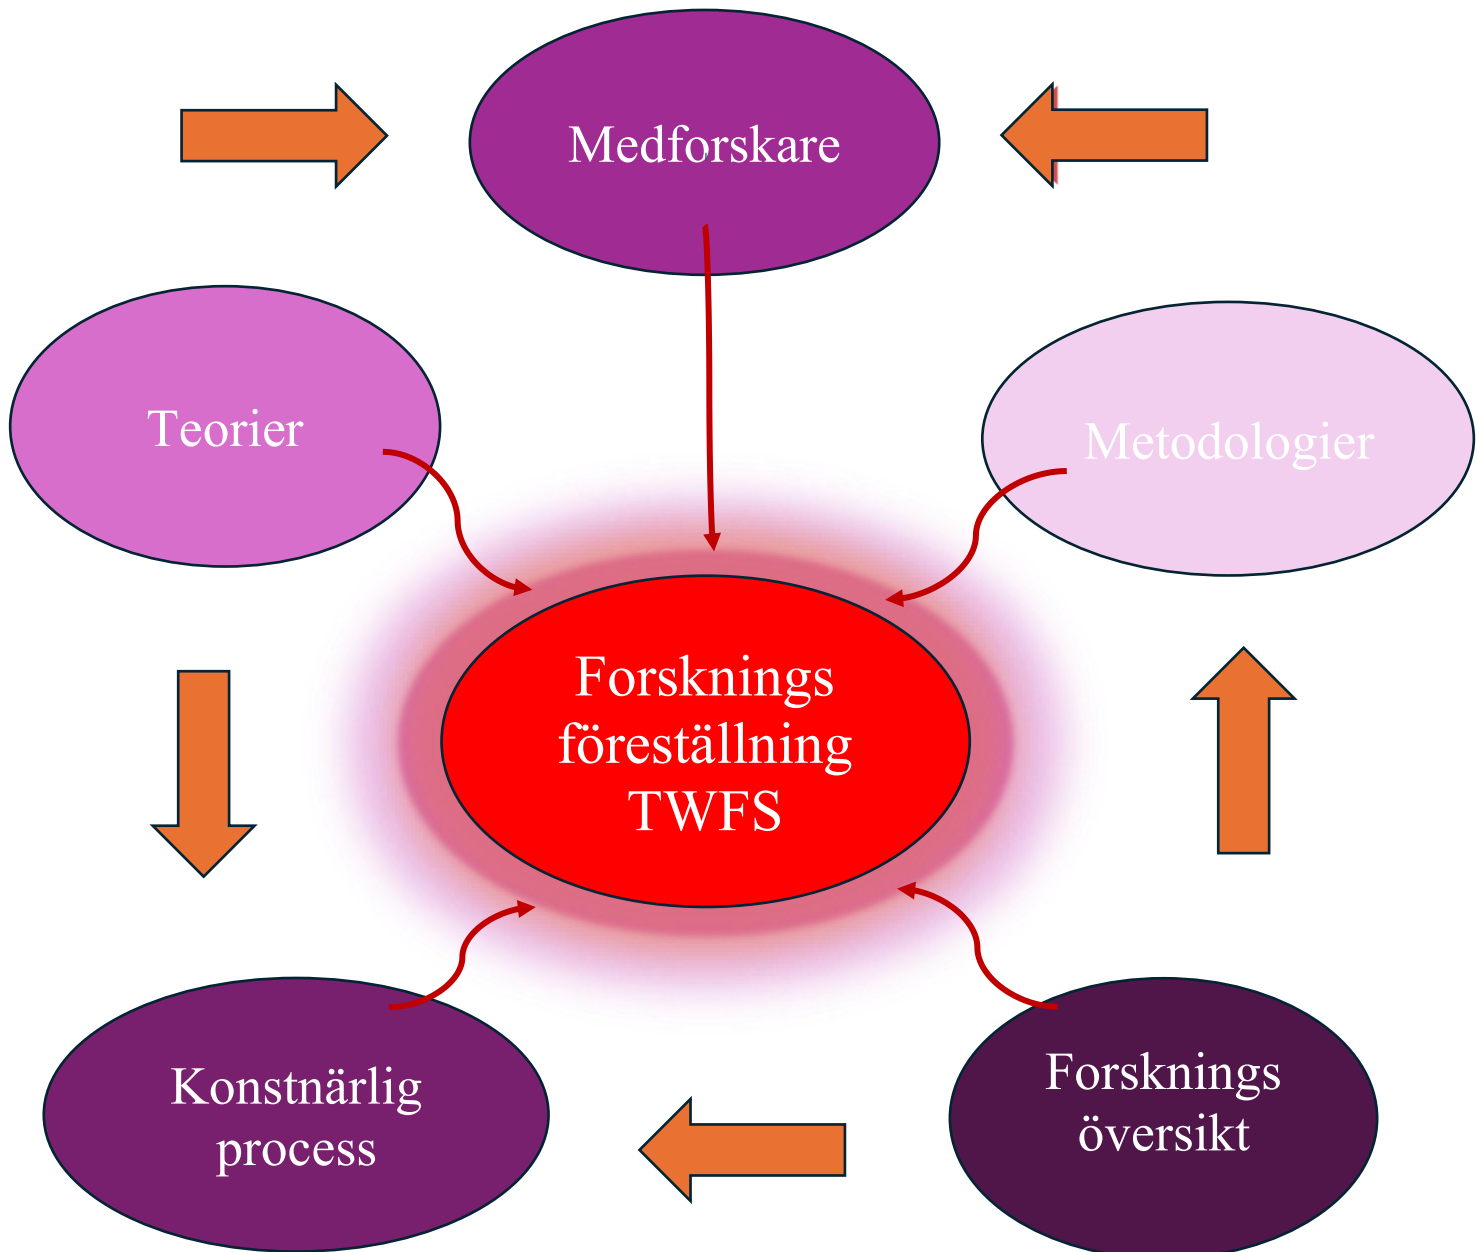 Medforskare
Teorier
Metodologier
Forsknings
föreställning
TWFS
Konstnärlig
process
Forsknings
översikt